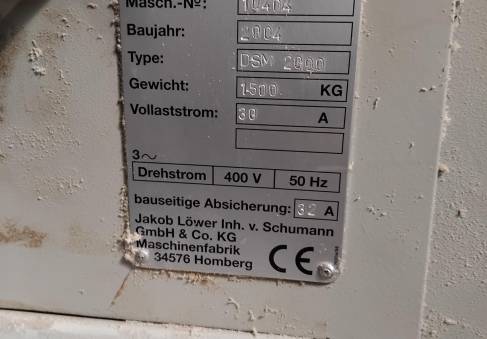 Masch.-Nº: 10404
Baujahr: 2004
Type: DSM 2000
Gewicht: 1500 KG
Vollaststrom: 30 A
3~
Drehstrom 400 V 50 Hz
bauseitige Absicherung: 32 A
Jakob Löwer Inh. v. Schumann
GmbH & Co. KG
Maschinenfabrik
34576 Homberg CE